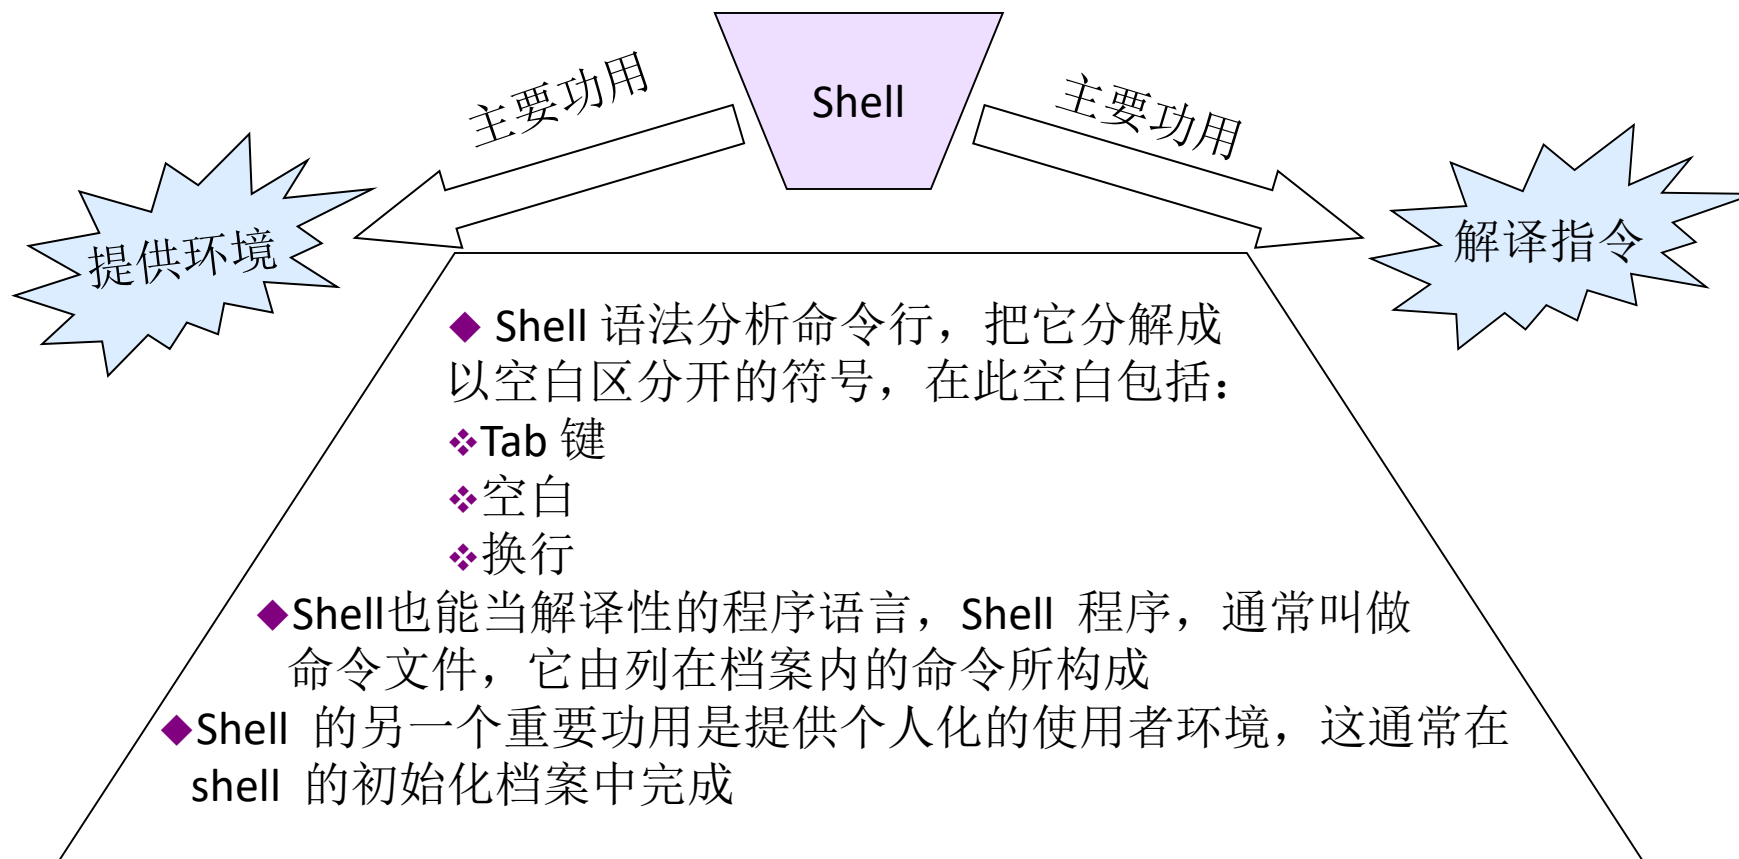 Shell
主要功用
主要功用
提供环境
解译指令
◆ Shell 语法分析命令行，把它分解成
以空白区分开的符号，在此空白包括：
❖Tab 键
❖空白
❖换行
◆Shell也能当解译性的程序语言，Shell 程序，通常叫做
命令文件，它由列在档案内的命令所构成
◆Shell 的另一个重要功用是提供个人化的使用者环境，这通常在
shell 的初始化档案中完成